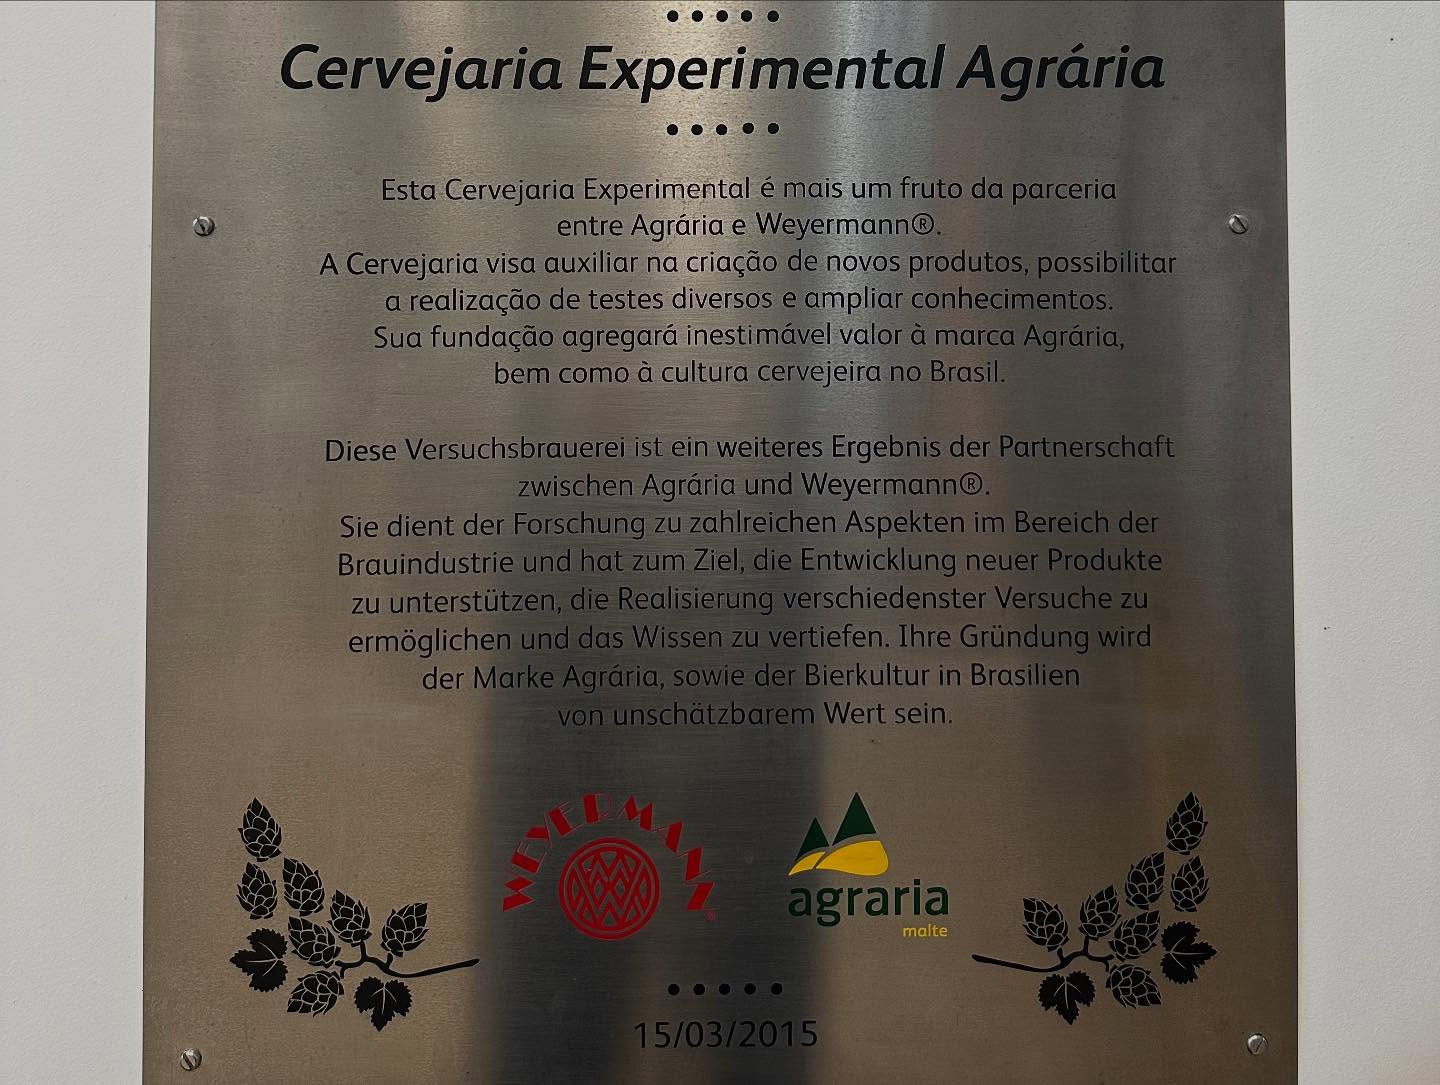 Cervejaria Experimental Agrária
Esta Cervejaria Experimental é mais um fruto da parceria
entre Agrária e Weyermann®.
A Cervejaria visa auxiliar na criação de novos produtos, possibilitar
a realização de testes diversos e ampliar conhecimentos.
Sua fundação agregará inestimável valor à marca Agrária,
bem como à cultura cervejeira no Brasil.
Diese Versuchsbrauerei ist ein weiteres Ergebnis der Partnerschaft
zwischen Agrária und Weyermann®.
Sie dient der Forschung zu zahlreichen Aspekten im Bereich der
Brauindustrie und hat zum Ziel, die Entwicklung neuer Produkte
zu unterstützen, die Realisierung verschiedenster Versuche zu
ermöglichen und das Wissen zu vertiefen. Ihre Gründung wird
der Marke Agrária, sowie der Bierkultur in Brasilien
von unschätzbarem Wert sein.
WEYERMANN®
agraria
malte
15/03/2015